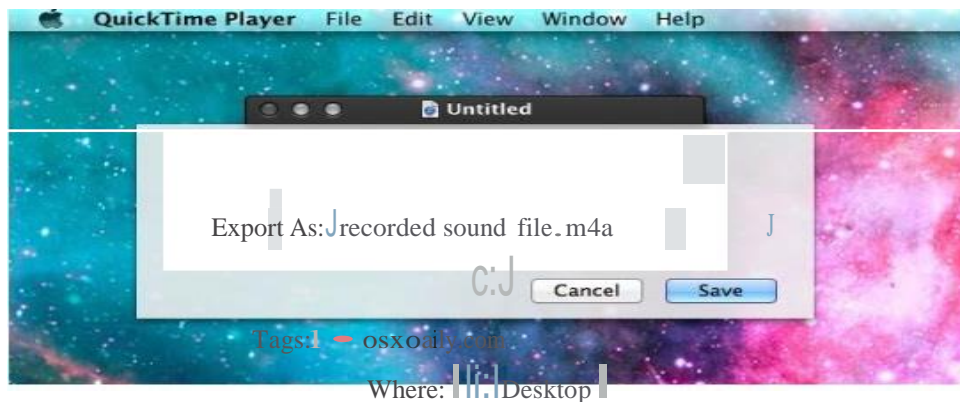 QuickTime Player File Edit View Window Help
Untitled
Export As: recorded sound file.m4a
Cancel Save
Tags:
Where: Desktop